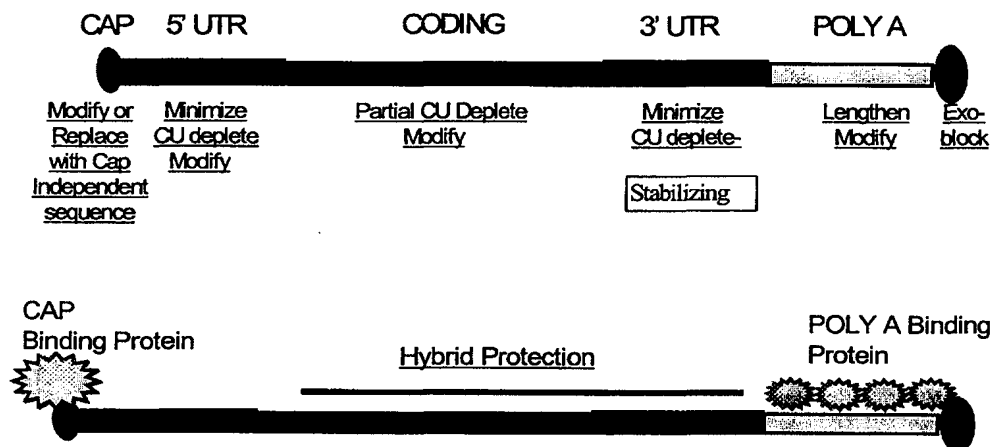 CAP 5' UTR CODING 3' UTR POLY A
Modify or
Replace
with Cap
Independent
sequence
Minimize
CU deplete
Modify
Partial CU Deplete
Modify
Minimize
CU deplete-
Stabilizing
Lengthen
Modify
Exo-
block
CAP
Binding Protein
Hybrid Protection
POLY A Binding
Protein